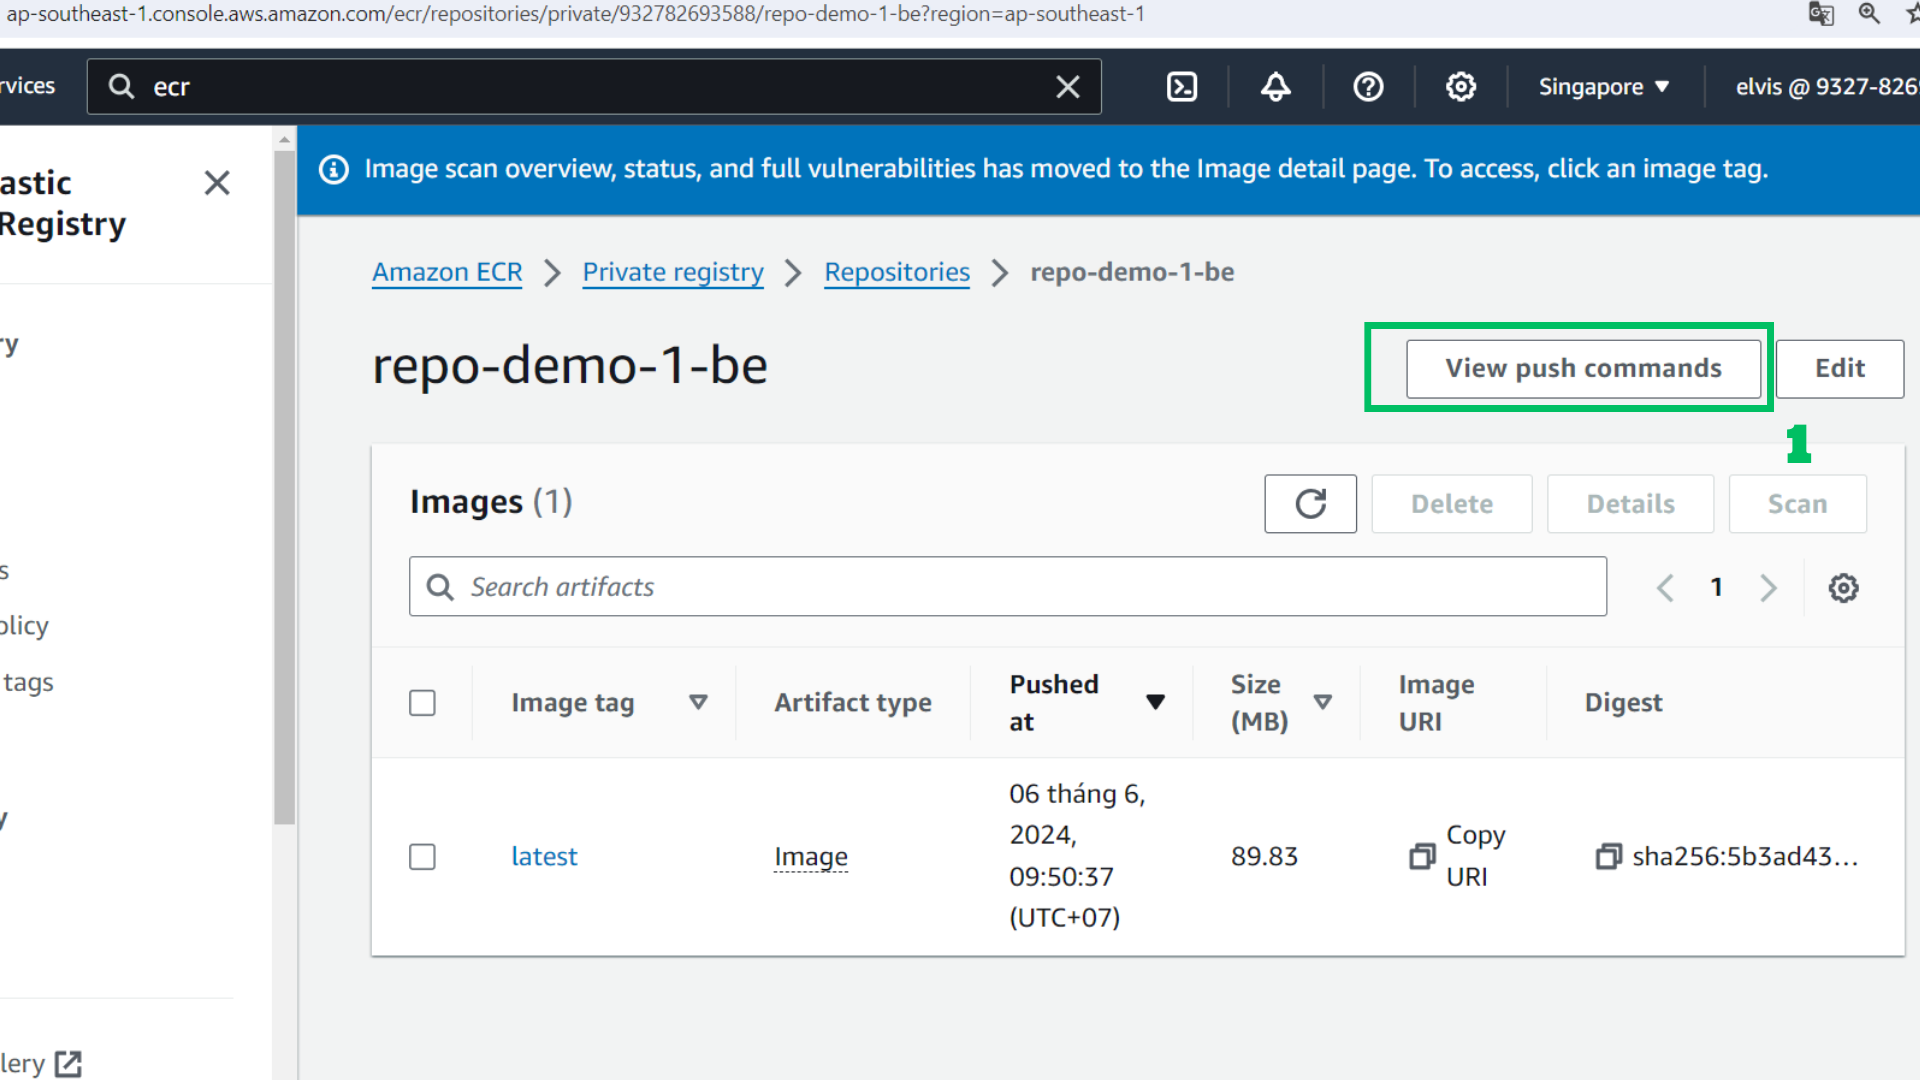 ap-southeast-1.console.aws.amazon.com/ecr/repositories/private/932782693588/repo-demo-1-be?region=ap-southeast-1
rvices
ecr
Singapore
elvis @ 9327-826
astic
Registry
Image scan overview, status, and full vulnerabilities has moved to the Image detail page. To access, click an image tag.
Amazon ECR
Private registry
Repositories
repo-demo-1-be
ry
s
olicy
tags
y
lery
repo-demo-1-be
View push commands
Edit
1
Images (1)
Delete
Details
Scan
Search artifacts
1
Image tag
Artifact type
Pushed
at
Size
(MB)
Image
URI
Digest
latest
Image
06 tháng 6,
2024,
09:50:37
(UTC+07)
89.83
Copy
URI
sha256:5b3ad43...